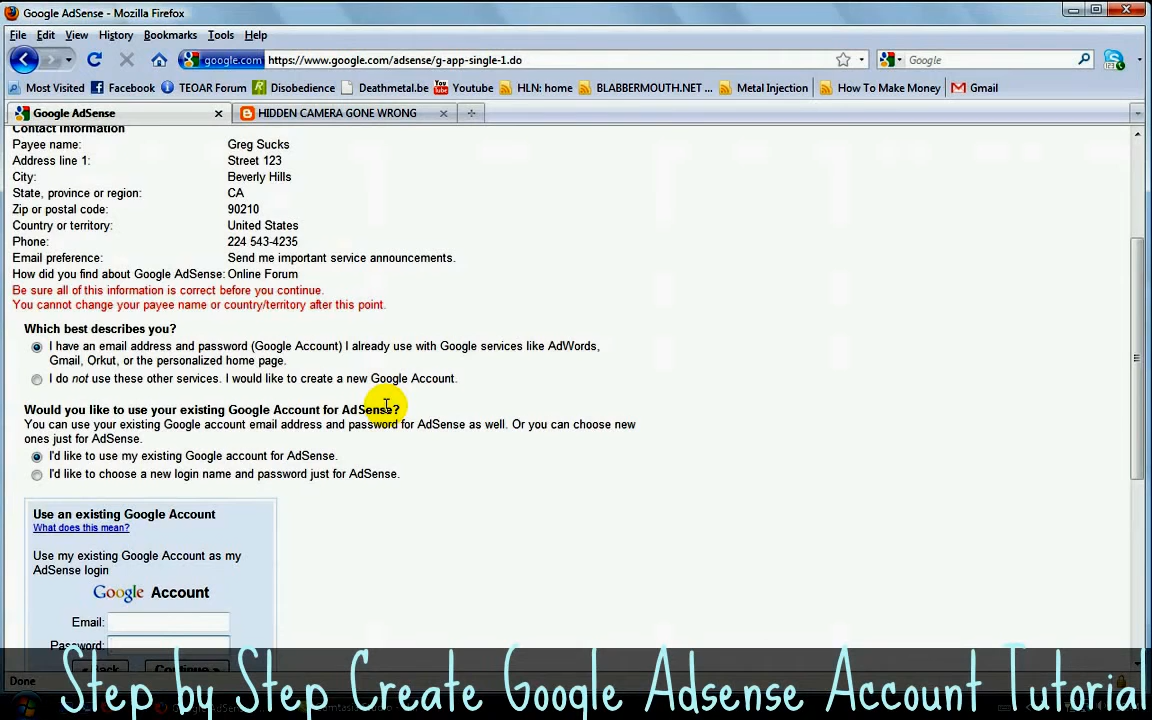 Google AdSense - Mozilla Firefox
File Edit View History Bookmarks Tools Help
google.com https://www.google.com/adsense/g-app-single-1.do Google
Most Visited Facebook TEOAR Forum Disobedience Deathmetal.be Youtube HLN: home BLABBERMOUTH.NET ... Metal Injection How To Make Money Gmail
Google AdSense HIDDEN CAMERA GONE WRONG
Contact Information
Payee name: Greg Sucks
Address line 1: Street 123
City: Beverly Hills
State, province or region: CA
Zip or postal code: 90210
Country or territory: United States
Phone: 224 543-4235
Email preference: Send me important service announcements.
How did you find about Google AdSense: Online Forum
Be sure all of this information is correct before you continue.
You cannot change your payee name or country/territory after this point.
Which best describes you?
I have an email address and password (Google Account) I already use with Google services like AdWords,
Gmail, Orkut, or the personalized home page.
I do not use these other services. I would like to create a new Google Account.
Would you like to use your existing Google Account for AdSense?
You can use your existing Google account email address and password for AdSense as well. Or you can choose new
ones just for AdSense.
I'd like to use my existing Google account for AdSense.
I'd like to choose a new login name and password just for AdSense.
Use an existing Google Account
What does this mean?
Use my existing Google Account as my
AdSense login
Google Account
Email:
Password:
« Back Continue »
Done
Step by Step Create Google Adsense Account Tutorial